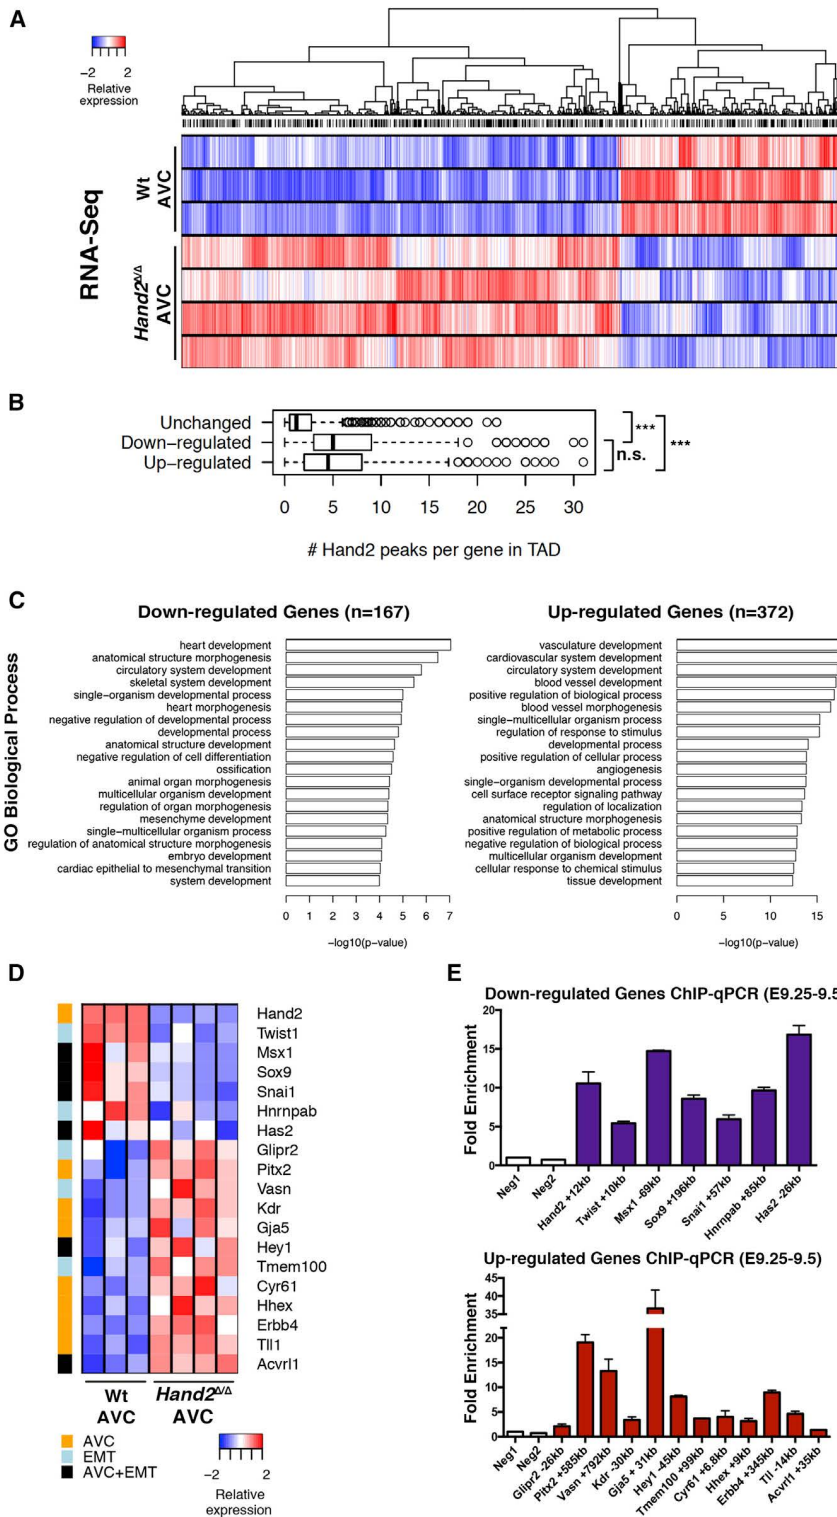 A
−2 2
Relative
expression
RNA-Seq
Wt
AVC
Hand2Δ/Δ
AVC
B
Unchanged
Down−regulated
Up−regulated
***
n.s.
***
0 5 10 15 20 25 30
# Hand2 peaks per gene in TAD
C
GO Biological Process
Down-regulated Genes (n=167)
heart development
anatomical structure morphogenesis
circulatory system development
skeletal system development
single−organism developmental process
heart morphogenesis
negative regulation of developmental process
developmental process
anatomical structure development
negative regulation of cell differentiation
ossification
animal organ morphogenesis
multicellular organism development
regulation of organ morphogenesis
mesenchyme development
single−multicellular organism process
regulation of anatomical structure morphogenesis
embryo development
cardiac epithelial to mesenchymal transition
system development
0 1 2 3 4 5 6 7
−log10(p−value)
Up-regulated Genes (n=372)
vasculature development
cardiovascular system development
circulatory system development
blood vessel development
positive regulation of biological process
blood vessel morphogenesis
single−multicellular organism process
regulation of response to stimulus
developmental process
positive regulation of cellular process
angiogenesis
single−organism developmental process
cell surface receptor signaling pathway
regulation of localization
anatomical structure morphogenesis
positive regulation of metabolic process
negative regulation of biological process
multicellular organism development
cellular response to chemical stimulus
tissue development
0 5 10 15
−log10(p−value)
D
Hand2
Twist1
Msx1
Sox9
Snai1
Hnrnpab
Has2
Glipr2
Pitx2
Vasn
Kdr
Gja5
Hey1
Tmem100
Cyr61
Hhex
Erbb4
Tll1
Acvrl1
Wt
AVC
Hand2Δ/Δ
AVC
AVC
EMT
AVC+EMT
−2 2
Relative
expression
E
Down-regulated Genes ChIP-qPCR (E9.25-9.5
Fold Enrichment
20
15
10
5
0
Neg1
Neg2
Hand2 +12kb
Twist +10kb
Msx1 -69kb
Sox9 +196kb
Snai1 +57kb
Hnrnpab +85kb
Has2 -26kb
Up-regulated Genes ChIP-qPCR (E9.25-9.5)
Fold Enrichment
45
40
35
20
15
10
5
0
Neg1
Neg2
Glipr2 -26kb
Pitx2 +585kb
Vasn +792kb
Kdr -30kb
Gja5 + 31kb
Hey1 -45kb
Tmem100 +99kb
Cyr61 +6.8kb
Hhex +9kb
Erbb4 +345kb
Tll -14kb
Acvrl1 +35kb